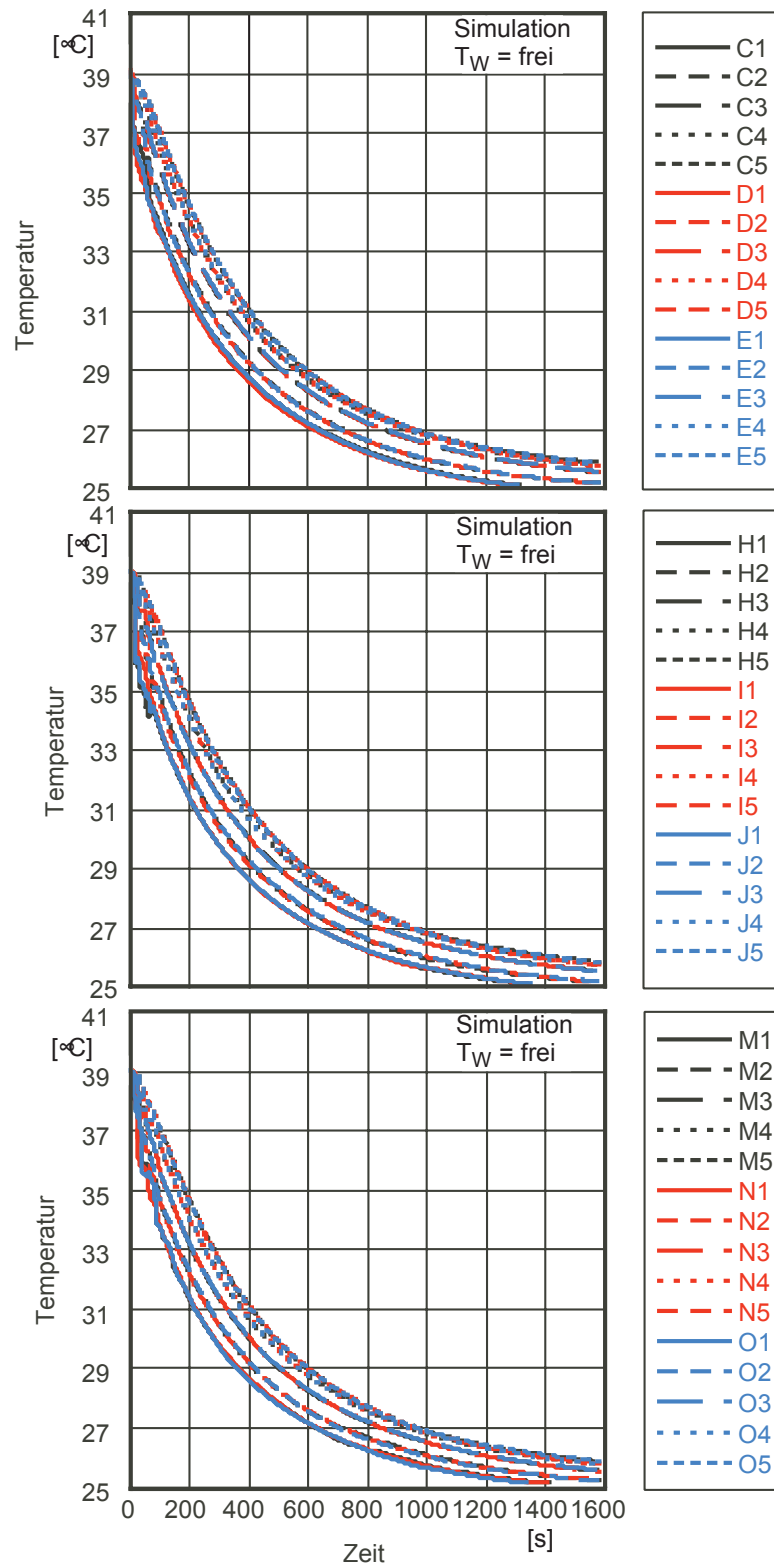 41
[°C]
39
37
35
33
31
29
27
25
Temperatur
Simulation
T_W = frei
C1
C2
C3
C4
C5
D1
D2
D3
D4
D5
E1
E2
E3
E4
E5
41
[°C]
39
37
35
33
31
29
27
25
Temperatur
Simulation
T_W = frei
H1
H2
H3
H4
H5
I1
I2
I3
I4
I5
J1
J2
J3
J4
J5
41
[°C]
39
37
35
33
31
29
27
25
Temperatur
Simulation
T_W = frei
M1
M2
M3
M4
M5
N1
N2
N3
N4
N5
O1
O2
O3
O4
O5
0 200 400 600 800 1000 1200 1400 1600
[s]
Zeit